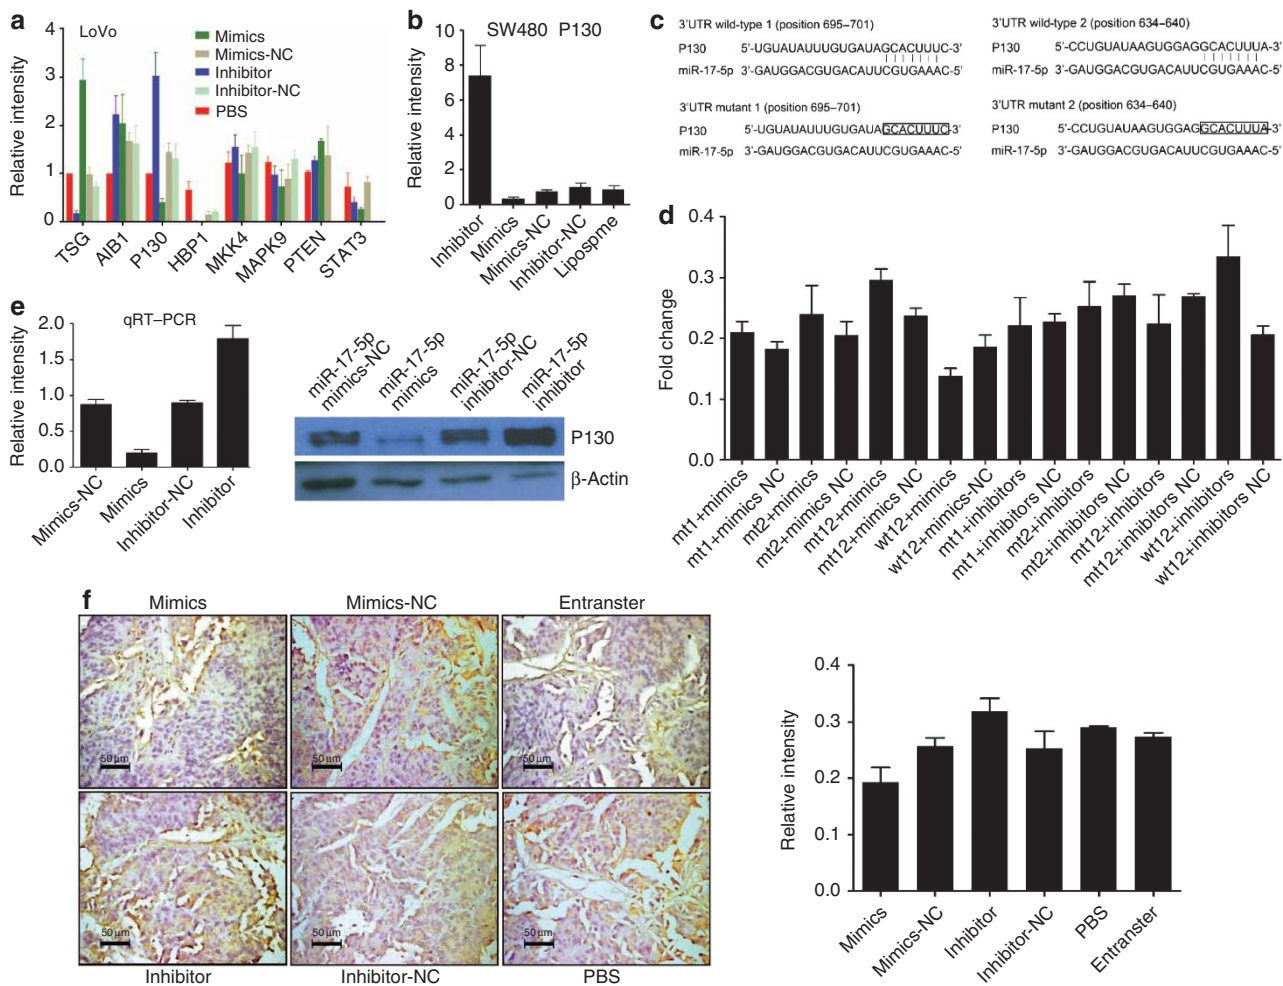 a
LoVo
Relative intensity
4
3
2
1
0
Mimics
Mimics-NC
Inhibitor
Inhibitor-NC
PBS
TSG
AIB1
P130
HBP1
MKK4
MAPK9
PTEN
STAT3
b
SW480 P130
Relative intensity
10
8
6
4
2
0
Inhibitor
Mimics
Mimics-NC
Inhibitor-NC
Lipospme
c
3'UTR wild-type 1 (position 695–701)
P130 5'-UGUAUAUUUGUGAUAGCACUUUC-3'
miR-17-5p 3'-GAUGGACGUGACAUUCGUGAAAC-5'
3'UTR mutant 1 (position 695–701)
P130 5'-UGUAUAUUUGUGAUAGCACUUUC-3'
miR-17-5p 3'-GAUGGACGUGACAUUCGUGAAAC-5'
3'UTR wild-type 2 (position 634–640)
P130 5'-CCUGUAUAAGUGGAGGCACUUUA-3'
miR-17-5p 3'-GAUGGACGUGACAUUCGUGAAAC-5'
3'UTR mutant 2 (position 634–640)
P130 5'-CCUGUAUAAGUGGAGGCACUUUA-3'
miR-17-5p 3'-GAUGGACGUGACAUUCGUGAAAC-5'
d
Fold change
0.4
0.3
0.2
0.1
0.0
mt1+mimics
mt1+mimics NC
mt2+mimics
mt2+mimics NC
mt12+mimics
mt12+mimics NC
wt12+mimics
wt12+mimics-NC
mt1+inhibitors
mt1+inhibitors NC
mt2+inhibitors
mt2+inhibitors NC
mt12+inhibitors
mt12+inhibitors NC
wt12+inhibitors
wt12+inhibitors NC
e
qRT–PCR
Relative intensity
2.0
1.5
1.0
0.5
0.0
Mimics-NC
Mimics
Inhibitor-NC
Inhibitor
miR-17-5p
mimics-NC
miR-17-5p
mimics
miR-17-5p
inhibitor-NC
miR-17-5p
inhibitor
P130
β-Actin
f
Mimics
Mimics-NC
Entranster
50 µm
50 µm
50 µm
50 µm
50 µm
50 µm
Inhibitor
Inhibitor-NC
PBS
Relative intensity
0.4
0.3
0.2
0.1
0.0
Mimics
Mimics-NC
Inhibitor
Inhibitor-NC
PBS
Entranster